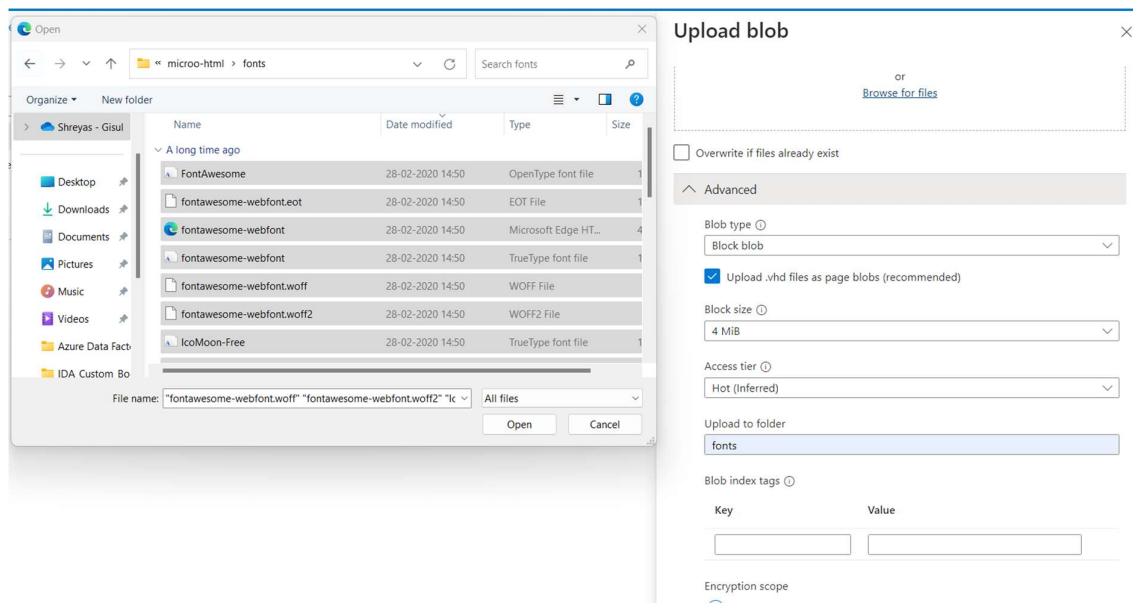 Open
« microo-html > fonts
Search fonts
Organize
New folder
Shreyas - Gisul
Desktop
Downloads
Documents
Pictures
Music
Videos
Azure Data Fact
IDA Custom Bo
Name Date modified Type Size
A long time ago
FontAwesome 28-02-2020 14:50 OpenType font file 1
fontawesome-webfont.eot 28-02-2020 14:50 EOT File 1
fontawesome-webfont 28-02-2020 14:50 Microsoft Edge HT... 4
fontawesome-webfont 28-02-2020 14:50 TrueType font file 1
fontawesome-webfont.woff 28-02-2020 14:50 WOFF File
fontawesome-webfont.woff2 28-02-2020 14:50 WOFF2 File
IcoMoon-Free 28-02-2020 14:50 TrueType font file 1
File name: "fontawesome-webfont.woff" "fontawesome-webfont.woff2" "Ic
All files
Open Cancel
Upload blob
or
Browse for files
Overwrite if files already exist
Advanced
Blob type
Block blob
Upload .vhd files as page blobs (recommended)
Block size
4 MiB
Access tier
Hot (Inferred)
Upload to folder
fonts
Blob index tags
Key Value
Encryption scope